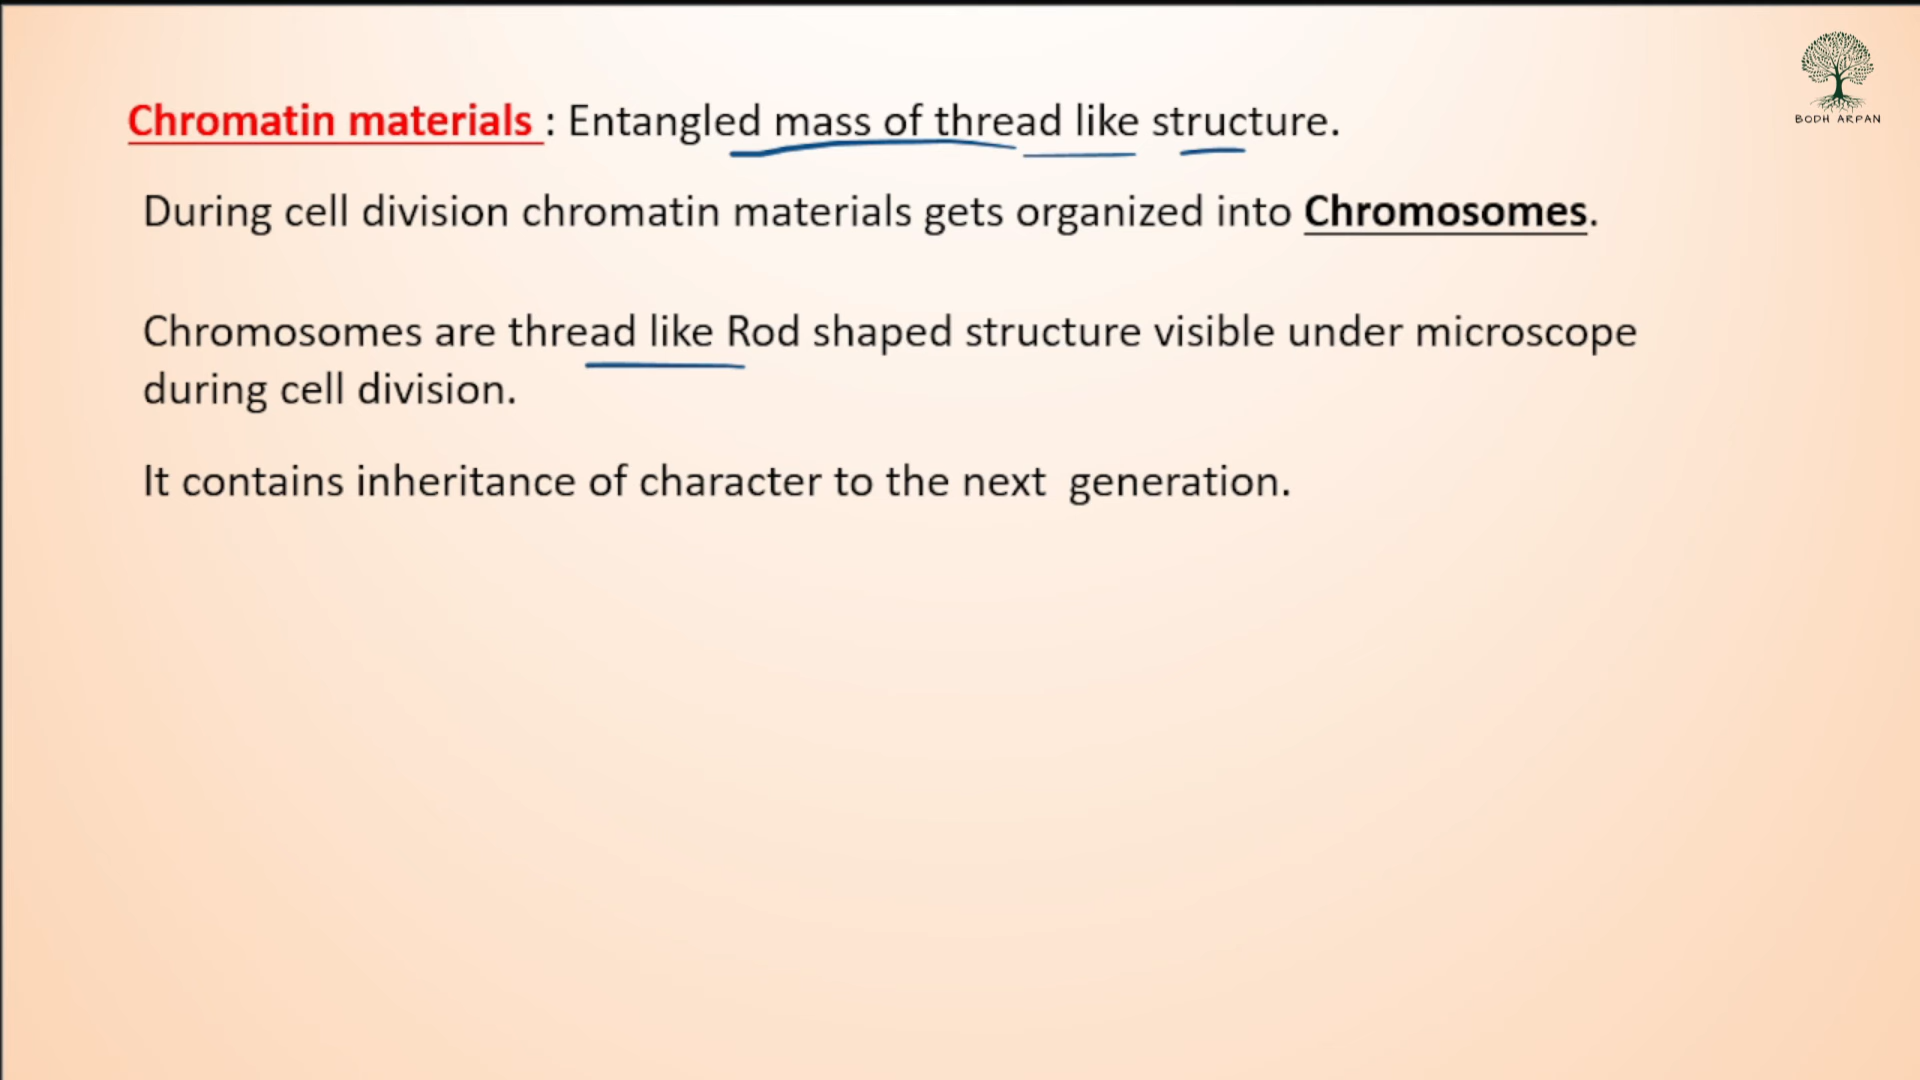 BODH ARPAN
Chromatin materials : Entangled mass of thread like structure.
During cell division chromatin materials gets organized into Chromosomes.
Chromosomes are thread like Rod shaped structure visible under microscope
during cell division.
It contains inheritance of character to the next generation.